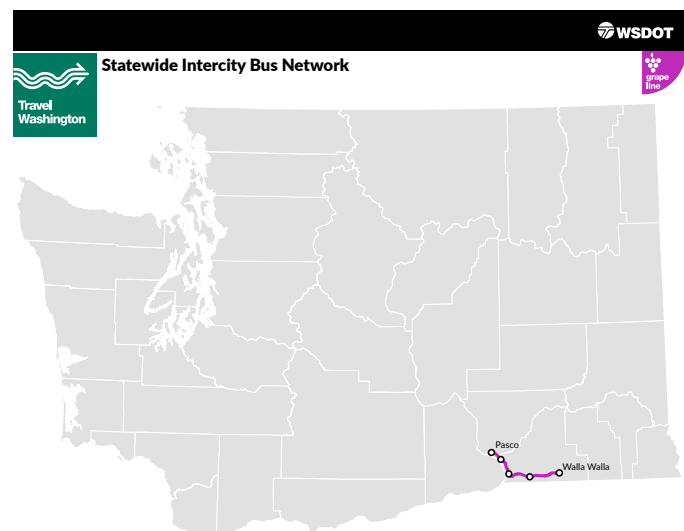 WSDOT
Statewide Intercity Bus Network
Travel
Washington
grape
line
Pasco
Walla Walla